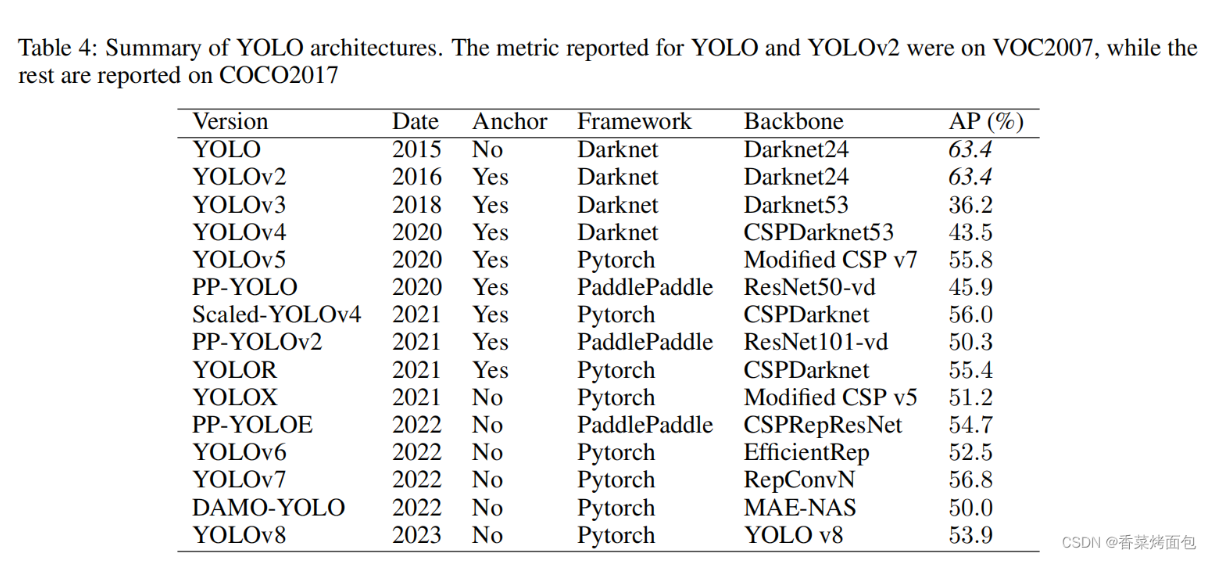 Table 4: Summary of YOLO architectures. The metric reported for YOLO and YOLOv2 were on VOC2007, while the
rest are reported on COCO2017
Version Date Anchor Framework Backbone AP (%)
YOLO 2015 No Darknet Darknet24 63.4
YOLOv2 2016 Yes Darknet Darknet24 63.4
YOLOv3 2018 Yes Darknet Darknet53 36.2
YOLOv4 2020 Yes Darknet CSPDarknet53 43.5
YOLOv5 2020 Yes Pytorch Modified CSP v7 55.8
PP-YOLO 2020 Yes PaddlePaddle ResNet50-vd 45.9
Scaled-YOLOv4 2021 Yes Pytorch CSPDarknet 56.0
PP-YOLOv2 2021 Yes PaddlePaddle ResNet101-vd 50.3
YOLOR 2021 Yes Pytorch CSPDarknet 55.4
YOLOX 2021 No Pytorch Modified CSP v5 51.2
PP-YOLOE 2022 No PaddlePaddle CSPRepResNet 54.7
YOLOv6 2022 No Pytorch EfficientRep 52.5
YOLOv7 2022 No Pytorch RepConvN 56.8
DAMO-YOLO 2022 No Pytorch MAE-NAS 50.0
YOLOv8 2023 No Pytorch YOLO v8 53.9
CSDN @香菜烤面包